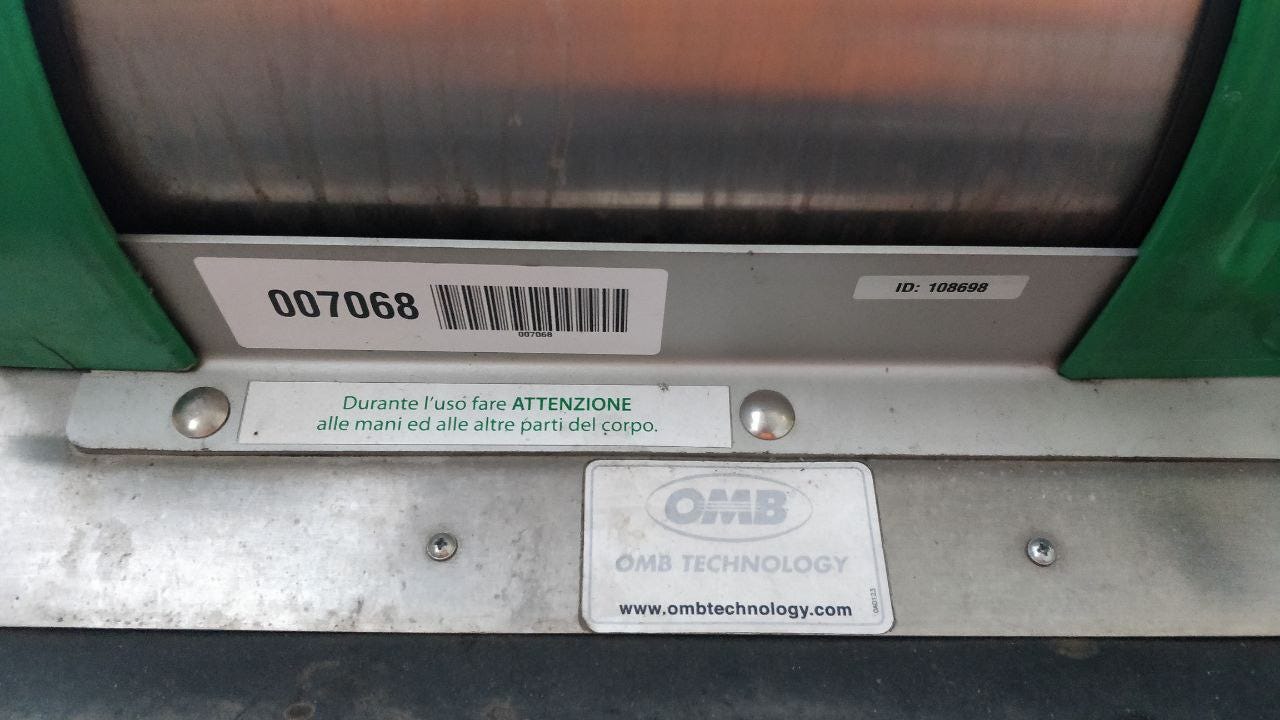 007068
007068
ID: 108698
Durante l'uso fare ATTENZIONE
alle mani ed alle altre parti del corpo.
OMB
OMB TECHNOLOGY
www.ombtechnology.com